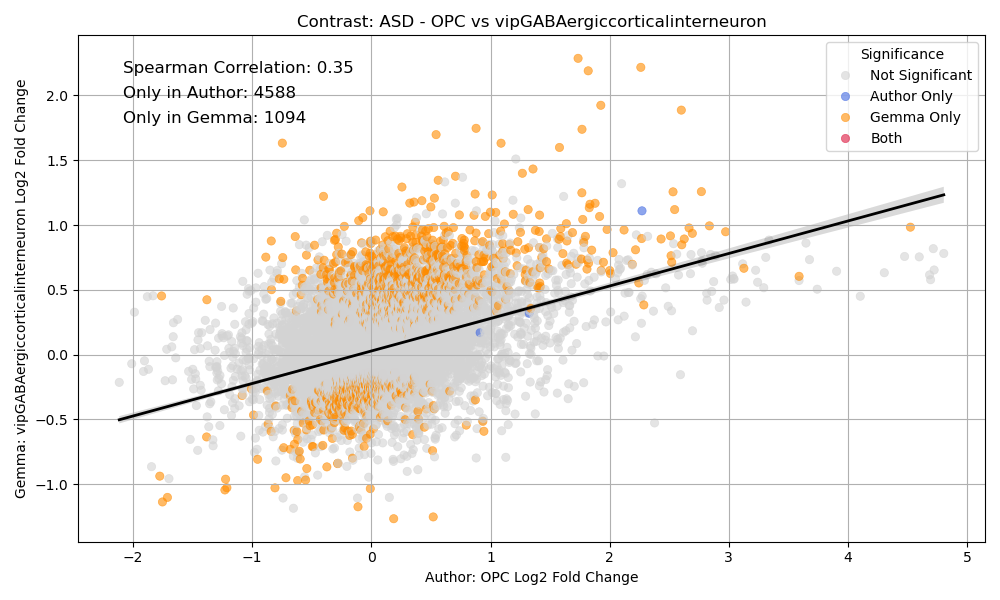 Contrast: ASD - OPC vs vipGABAergiccorticalinterneuron
Spearman Correlation: 0.35
Only in Author: 4588
Only in Gemma: 1094
Significance
Not Significant
Author Only
Gemma Only
Both
Gemma: vipGABAergiccorticalinterneuron Log2 Fold Change
2.0
1.5
1.0
0.5
0.0
−0.5
−1.0
−2 −1 0 1 2 3 4 5
Author: OPC Log2 Fold Change